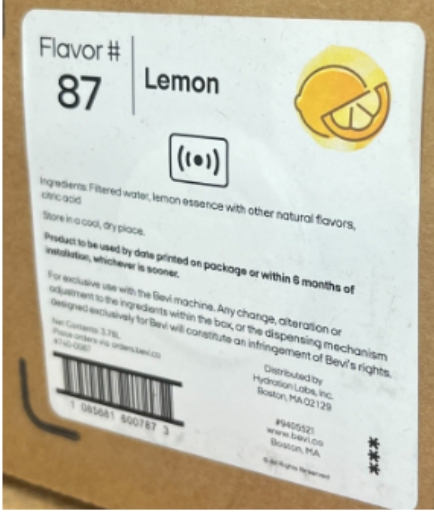 Flavor #
87
Lemon
Ingredients: Filtered water, lemon essence with other natural flavors,
citric acid
Store in a cool, dry place.
Product to be used by date printed on package or within 6 months of
installation, whichever is sooner.
For exclusive use with the Bevi machine. Any change, alteration or
adjustment to the ingredients within the box, or the dispensing mechanism
designed exclusively for Bevi will constitute an infringement of Bevi's rights.
Net Contents: 3.78L
Place orders via orders.bevi.co
Distributed by
Hydration Labs, Inc.
Boston, MA 02129
1 085681 600787 3
#9405521
www.bevi.co
Boston, MA
© All Rights Reserved